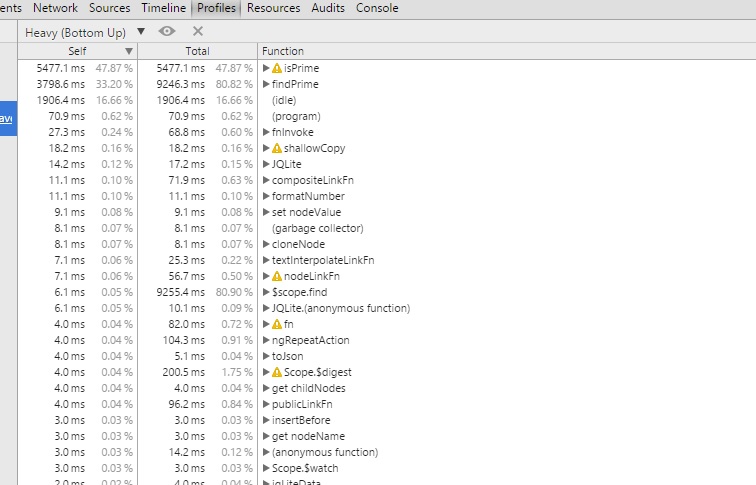 ents Network Sources Timeline Profiles Resources Audits Console
Heavy (Bottom Up) ▼
Self ▼ Total Function
5477.1 ms 47.87 % 5477.1 ms 47.87 % isPrime
3798.6 ms 33.20 % 9246.3 ms 80.82 % findPrime
1906.4 ms 16.66 % 1906.4 ms 16.66 % (idle)
70.9 ms 0.62 % 70.9 ms 0.62 % (program)
27.3 ms 0.24 % 68.8 ms 0.60 % fnInvoke
18.2 ms 0.16 % 18.2 ms 0.16 % shallowCopy
14.2 ms 0.12 % 17.2 ms 0.15 % JQLite
11.1 ms 0.10 % 71.9 ms 0.63 % compositeLinkFn
11.1 ms 0.10 % 11.1 ms 0.10 % formatNumber
9.1 ms 0.08 % 9.1 ms 0.08 % set nodeValue
8.1 ms 0.07 % 8.1 ms 0.07 % (garbage collector)
8.1 ms 0.07 % 8.1 ms 0.07 % cloneNode
7.1 ms 0.06 % 25.3 ms 0.22 % textInterpolateLinkFn
7.1 ms 0.06 % 56.7 ms 0.50 % nodeLinkFn
6.1 ms 0.05 % 9255.4 ms 80.90 % $scope.find
6.1 ms 0.05 % 10.1 ms 0.09 % JQLite.(anonymous function)
4.0 ms 0.04 % 82.0 ms 0.72 % fn
4.0 ms 0.04 % 104.3 ms 0.91 % ngRepeatAction
4.0 ms 0.04 % 5.1 ms 0.04 % toJson
4.0 ms 0.04 % 200.5 ms 1.75 % Scope.$digest
4.0 ms 0.04 % 4.0 ms 0.04 % get childNodes
4.0 ms 0.04 % 96.2 ms 0.84 % publicLinkFn
3.0 ms 0.03 % 3.0 ms 0.03 % insertBefore
3.0 ms 0.03 % 3.0 ms 0.03 % get nodeName
3.0 ms 0.03 % 14.2 ms 0.12 % (anonymous function)
3.0 ms 0.03 % 3.0 ms 0.03 % Scope.$watch
2.0 ms 0.02 % 4.0 ms 0.04 % jqLiteData